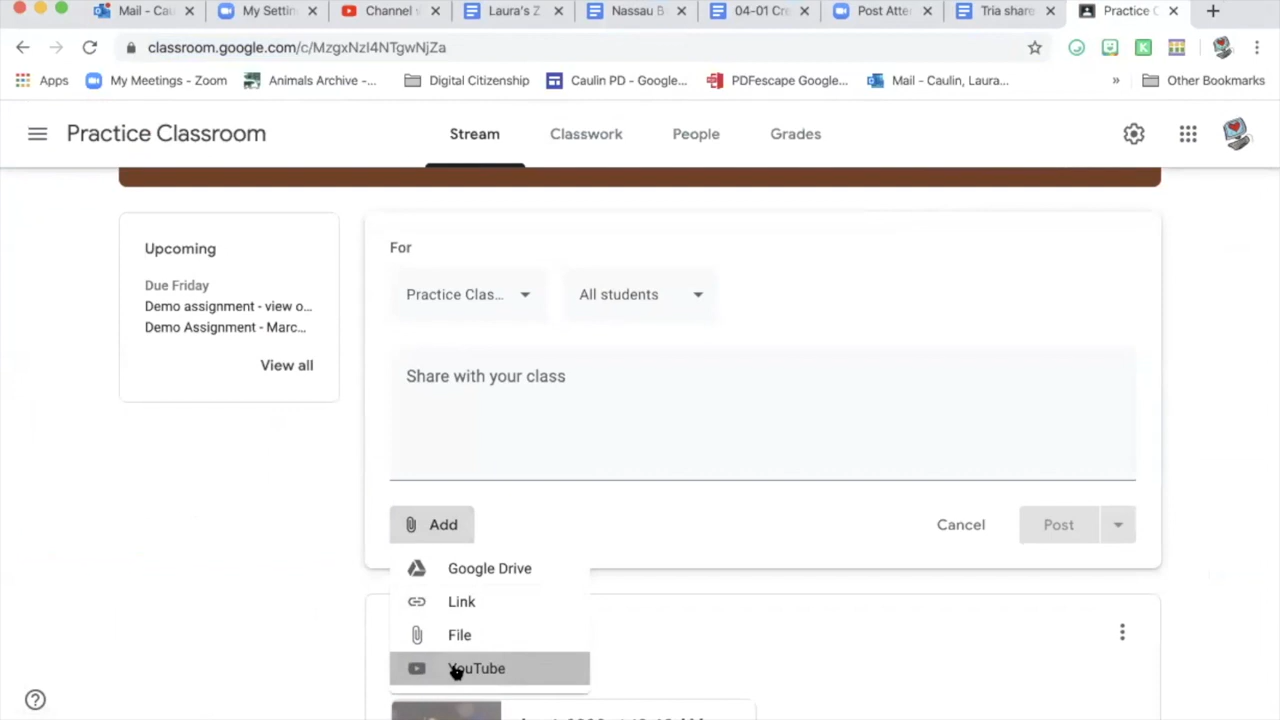 Mail - Cau
My Settin
Channel
Laura's Z
Nassau B
04-01 Cre
Post Atter
Tria share
Practice C
classroom.google.com/c/MzgxNzI4NTgwNjZa
Apps
My Meetings - Zoom
Animals Archive -...
Digital Citizenship
Caulin PD - Google...
PDFescape Google...
Mail - Caulin, Laura...
»
Other Bookmarks
Practice Classroom
Stream
Classwork
People
Grades
Upcoming
Due Friday
Demo assignment - view o...
Demo Assignment - Marc...
View all
For
Practice Clas...
All students
Share with your class
Add
Cancel
Post
Google Drive
Link
File
YouTube